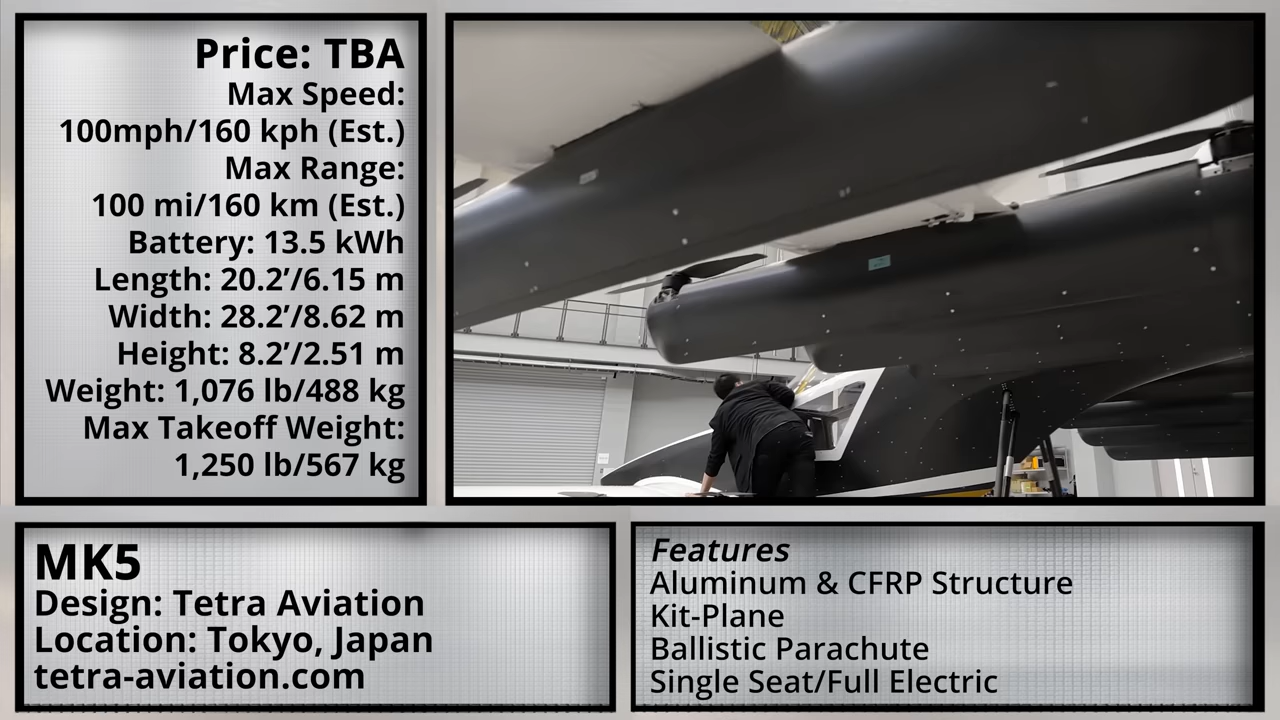 Price: TBA
Max Speed:
100mph/160 kph (Est.)
Max Range:
100 mi/160 km (Est.)
Battery: 13.5 kWh
Length: 20.2’/6.15 m
Width: 28.2’/8.62 m
Height: 8.2’/2.51 m
Weight: 1,076 lb/488 kg
Max Takeoff Weight:
1,250 lb/567 kg
MK5
Design: Tetra Aviation
Location: Tokyo, Japan
tetra-aviation.com
Features
Aluminum & CFRP Structure
Kit-Plane
Ballistic Parachute
Single Seat/Full Electric